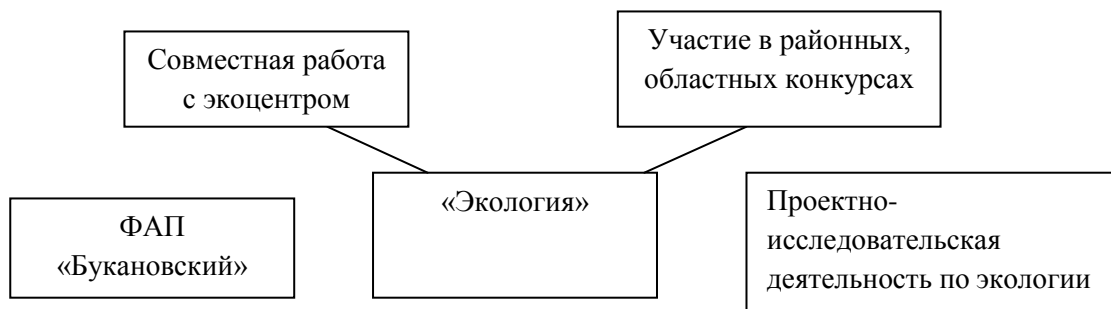 Совместная работа
с экоцентром
Участие в районных,
областных конкурсах
ФАП
«Букановский»
«Экология»
Проектно-
исследовательская
деятельность по экологии